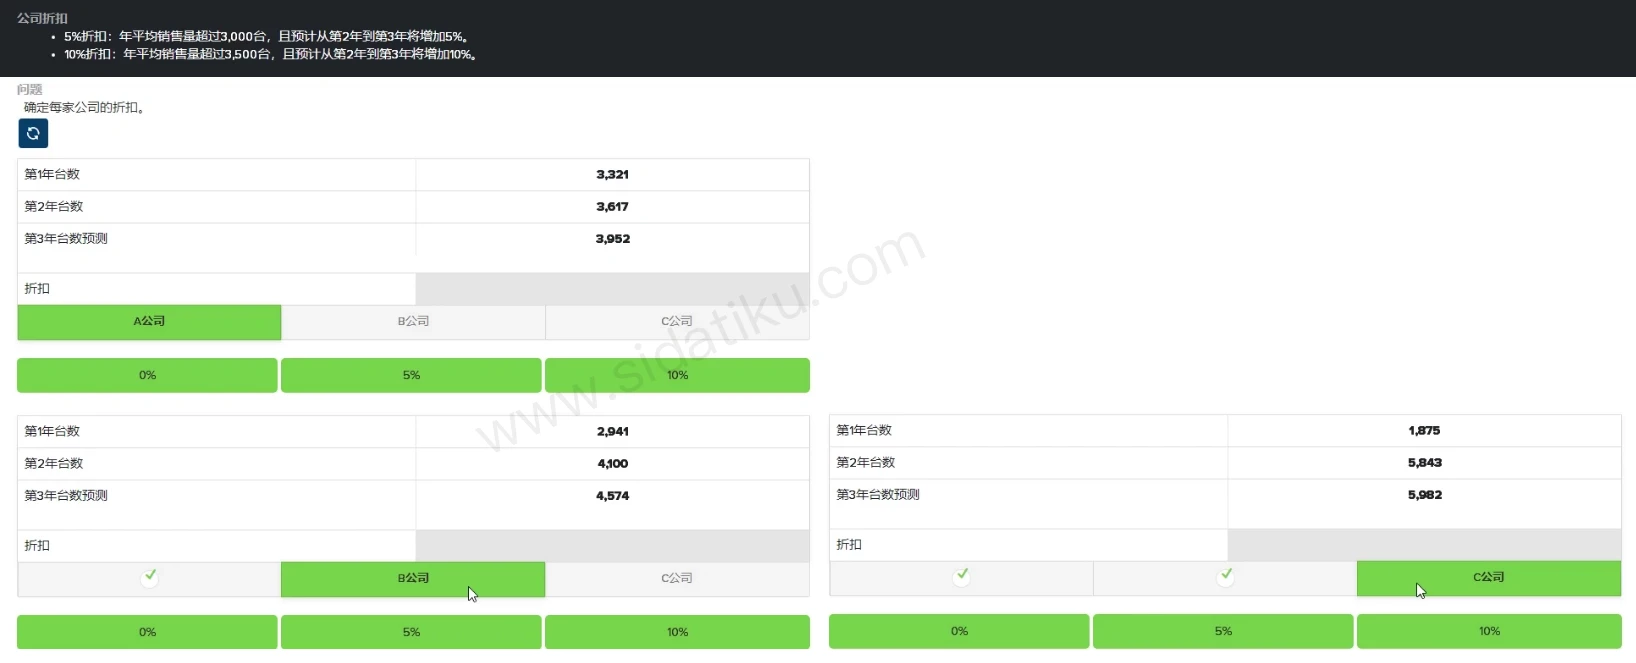 公司折扣
• 5%折扣：年平均销售量超过3,000台，且预计从第2年到第3年将增加5%。
• 10%折扣：年平均销售量超过3,500台，且预计从第2年到第3年将增加10%。
问题
确定每家公司的折扣。
第1年台数 3,321
第2年台数 3,617
第3年台数预测 3,952
折扣
A公司 B公司 C公司
0% 5% 10%
www.sidatiku.com
第1年台数 2,941
第2年台数 4,100
第3年台数预测 4,574
折扣
B公司 C公司
0% 5% 10%
第1年台数 1,875
第2年台数 5,843
第3年台数预测 5,982
折扣
C公司
0% 5% 10%